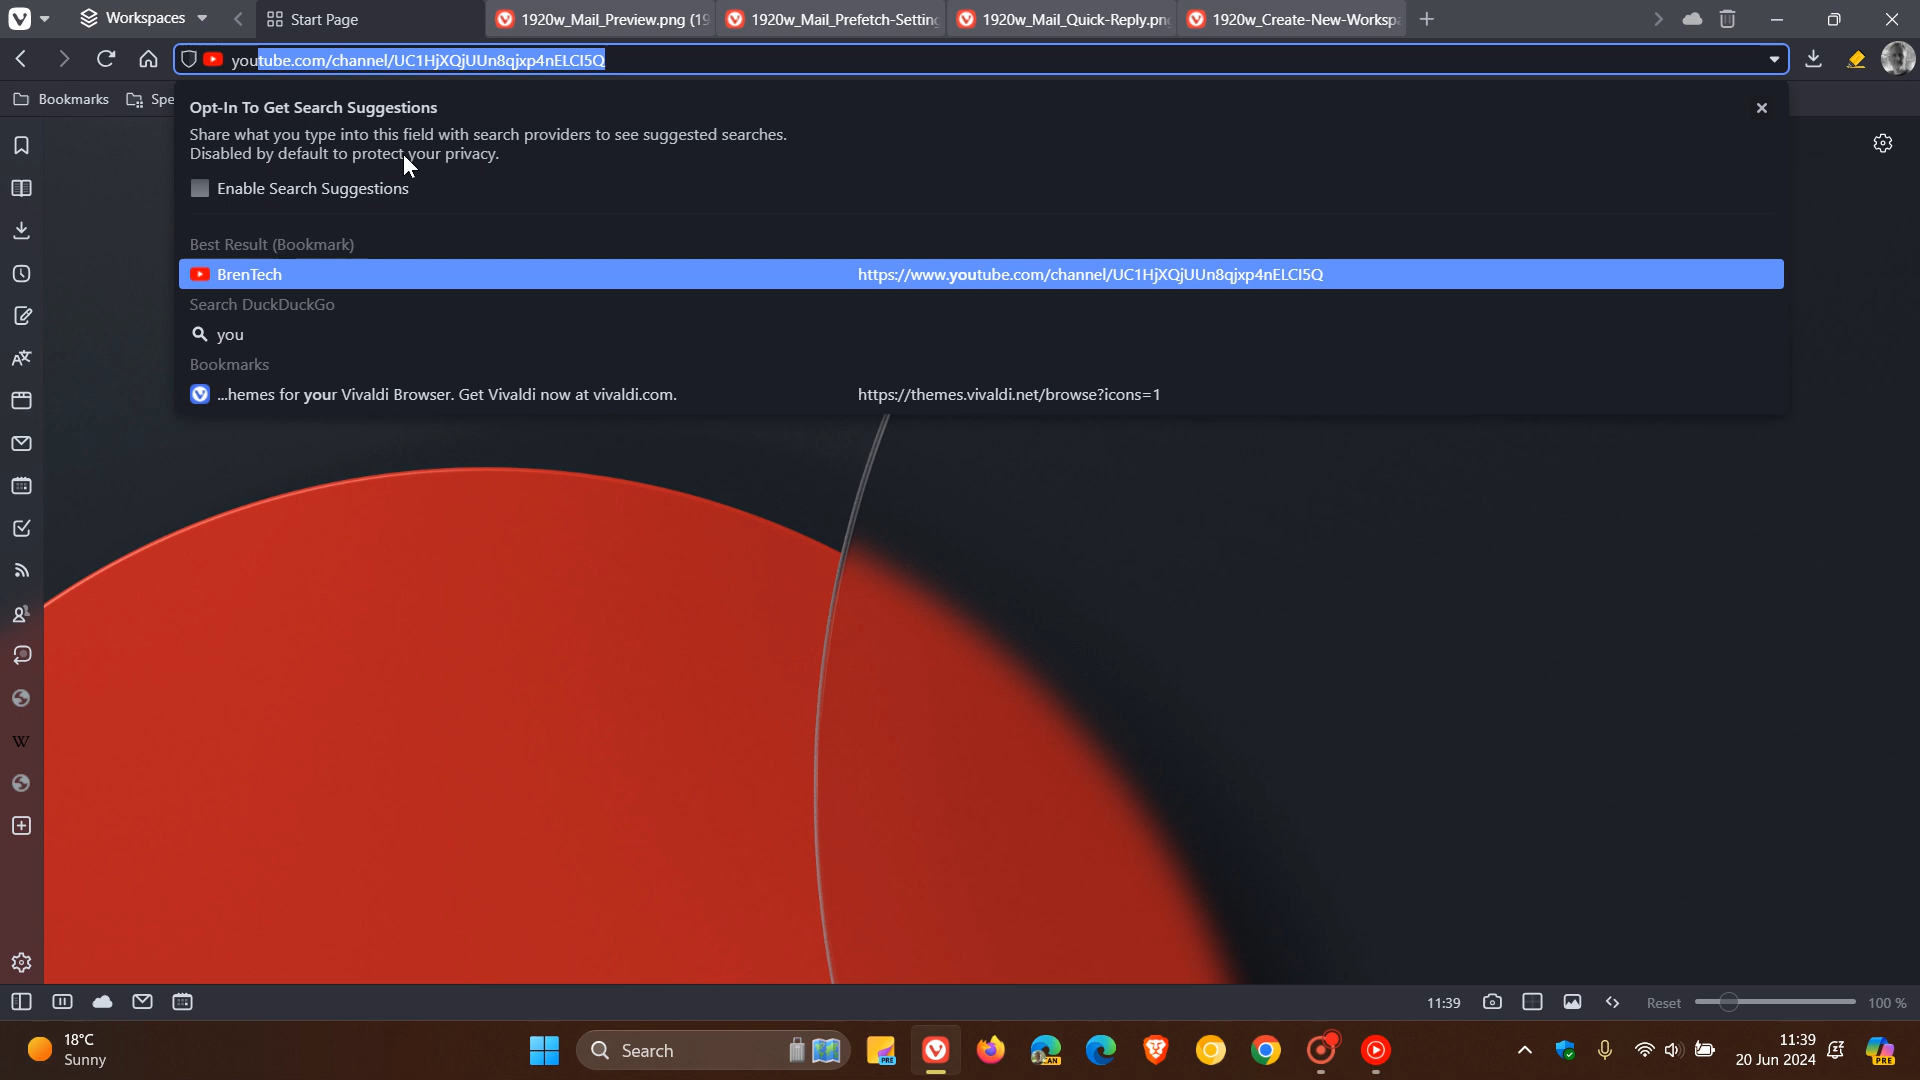 Workspaces
Start Page
1920w_Mail_Preview.png (19
1920w_Mail_Prefetch-Setting
1920w_Mail_Quick-Reply.pn
1920w_Create-New-Worksp
youtube.com/channel/UC1HjXQjUUn8qjxp4nELCI5Q
Bookmarks
Spe
Opt-In To Get Search Suggestions
Share what you type into this field with search providers to see suggested searches.
Disabled by default to protect your privacy.
Enable Search Suggestions
Best Result (Bookmark)
BrenTech https://www.youtube.com/channel/UC1HjXQjUUn8qjxp4nELCI5Q
Search DuckDuckGo
you
Bookmarks
...hemes for your Vivaldi Browser. Get Vivaldi now at vivaldi.com. https://themes.vivaldi.net/browse?icons=1
W
11:39
Reset
100 %
18°C
Sunny
Search
PRE
CAN
11:39
20 Jun 2024
PRE